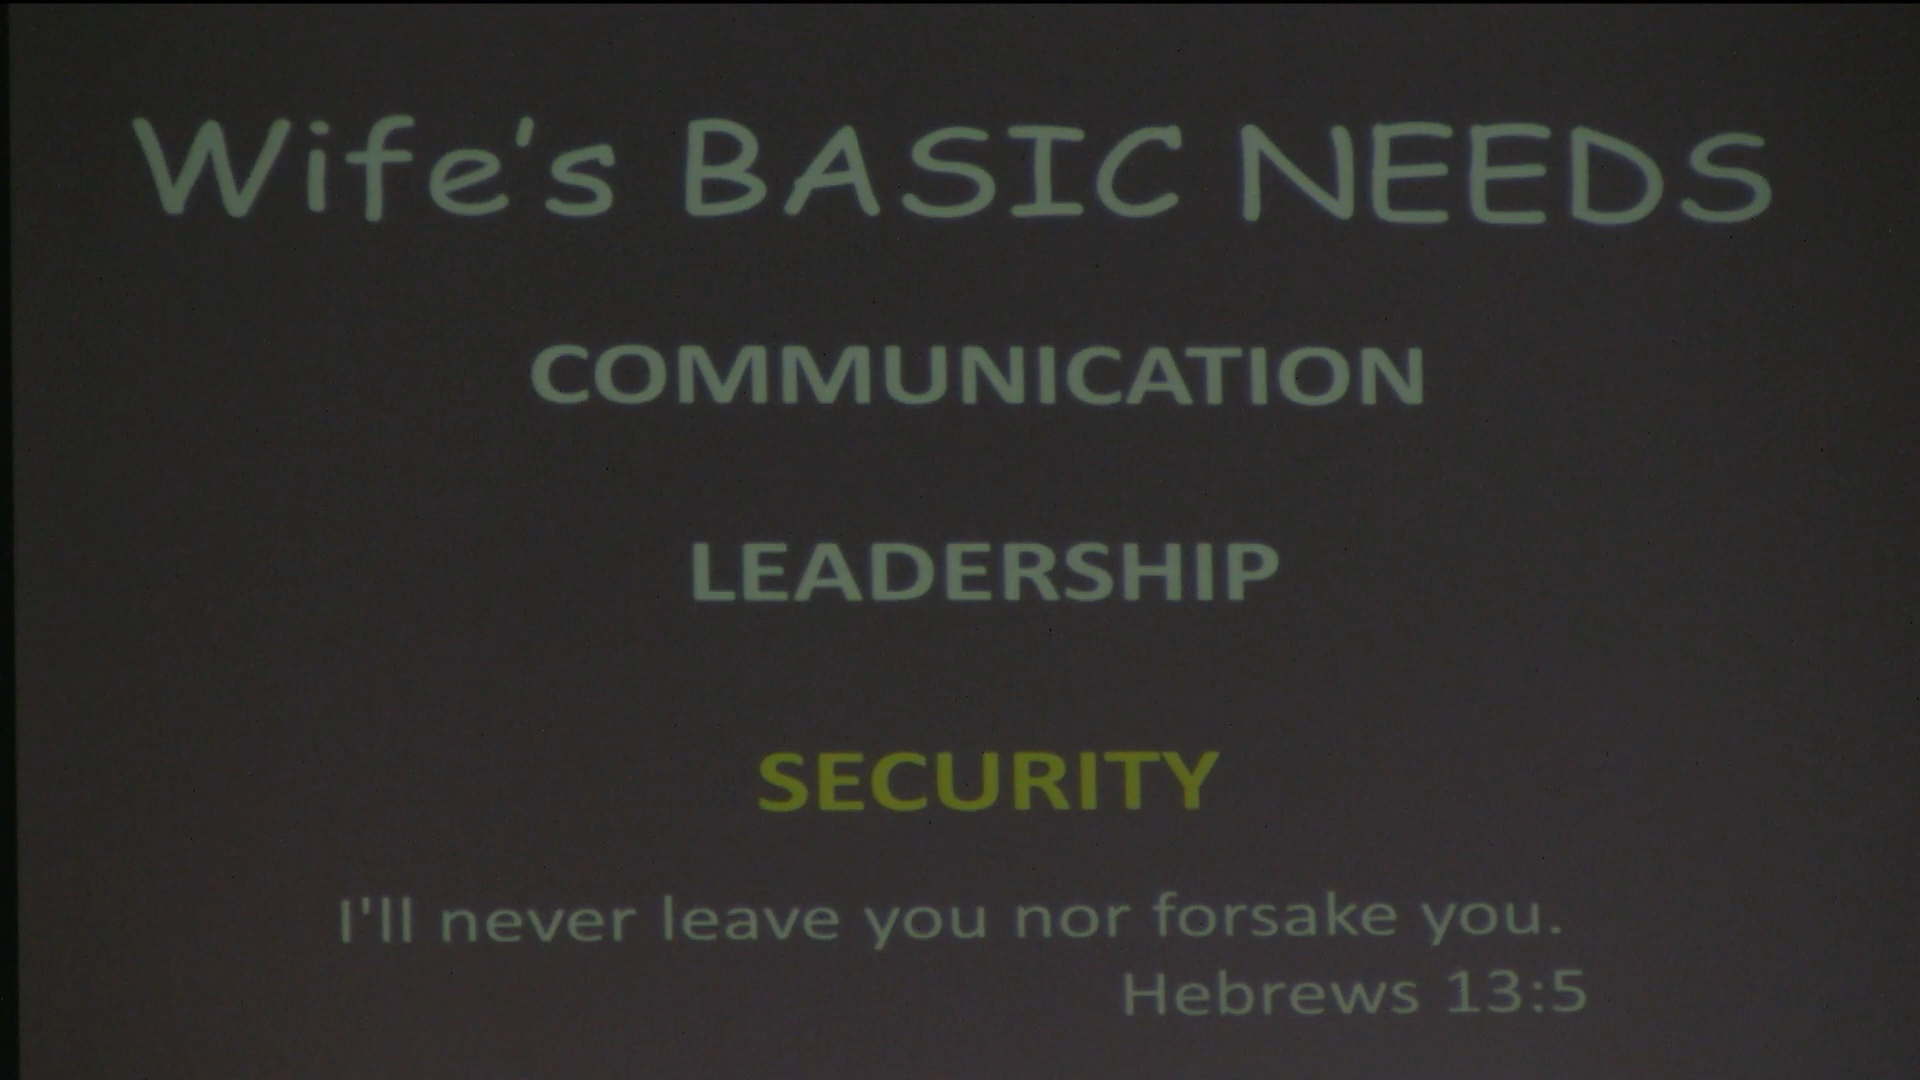 Wife's BASIC NEEDS
COMMUNICATION
LEADERSHIP
SECURITY
I'll never leave you nor forsake you.
Hebrews 13:5